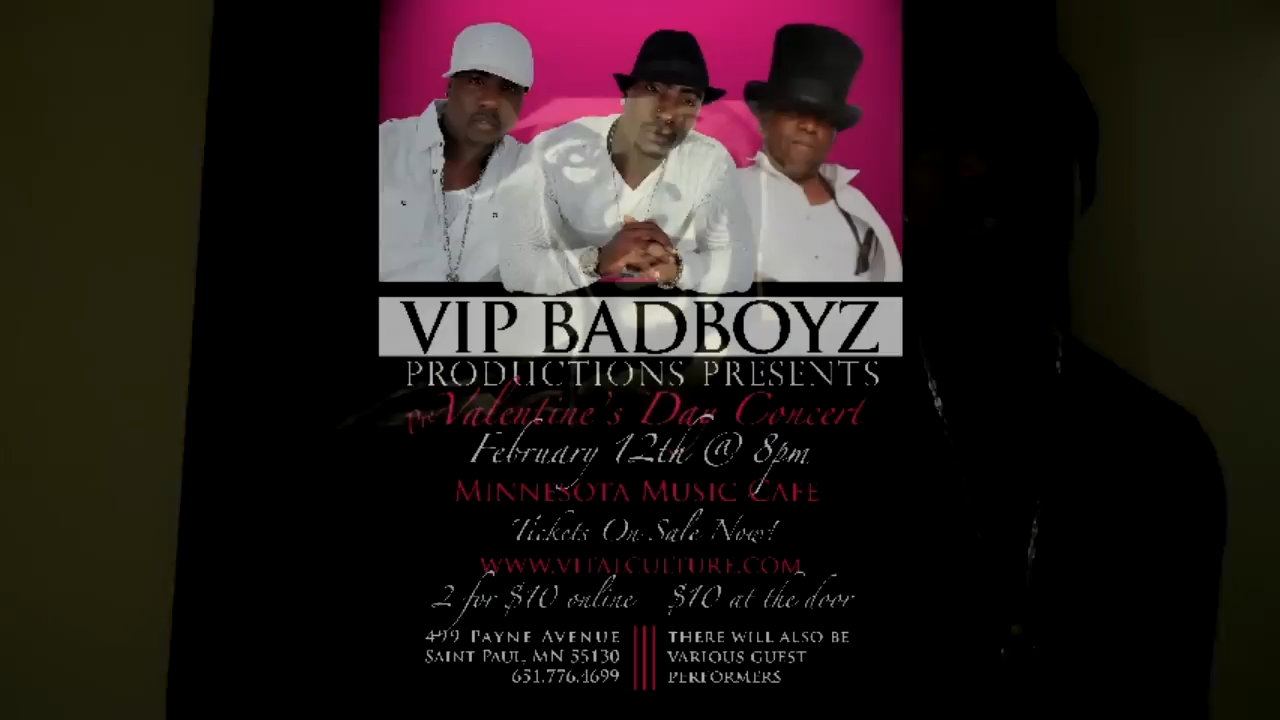 VIP BADBOYZ
PRODUCTIONS PRESENTS
Pre Valentine's Day Concert
February 12th @ 8pm
MINNESOTA MUSIC CAFE
Tickets On Sale Now!
WWW.VITALCULTURE.COM
2 for $10 online $10 at the door
499 PAYNE AVENUE
SAINT PAUL, MN 55130
651.776.4699
THERE WILL ALSO BE
VARIOUS GUEST
PERFORMERS